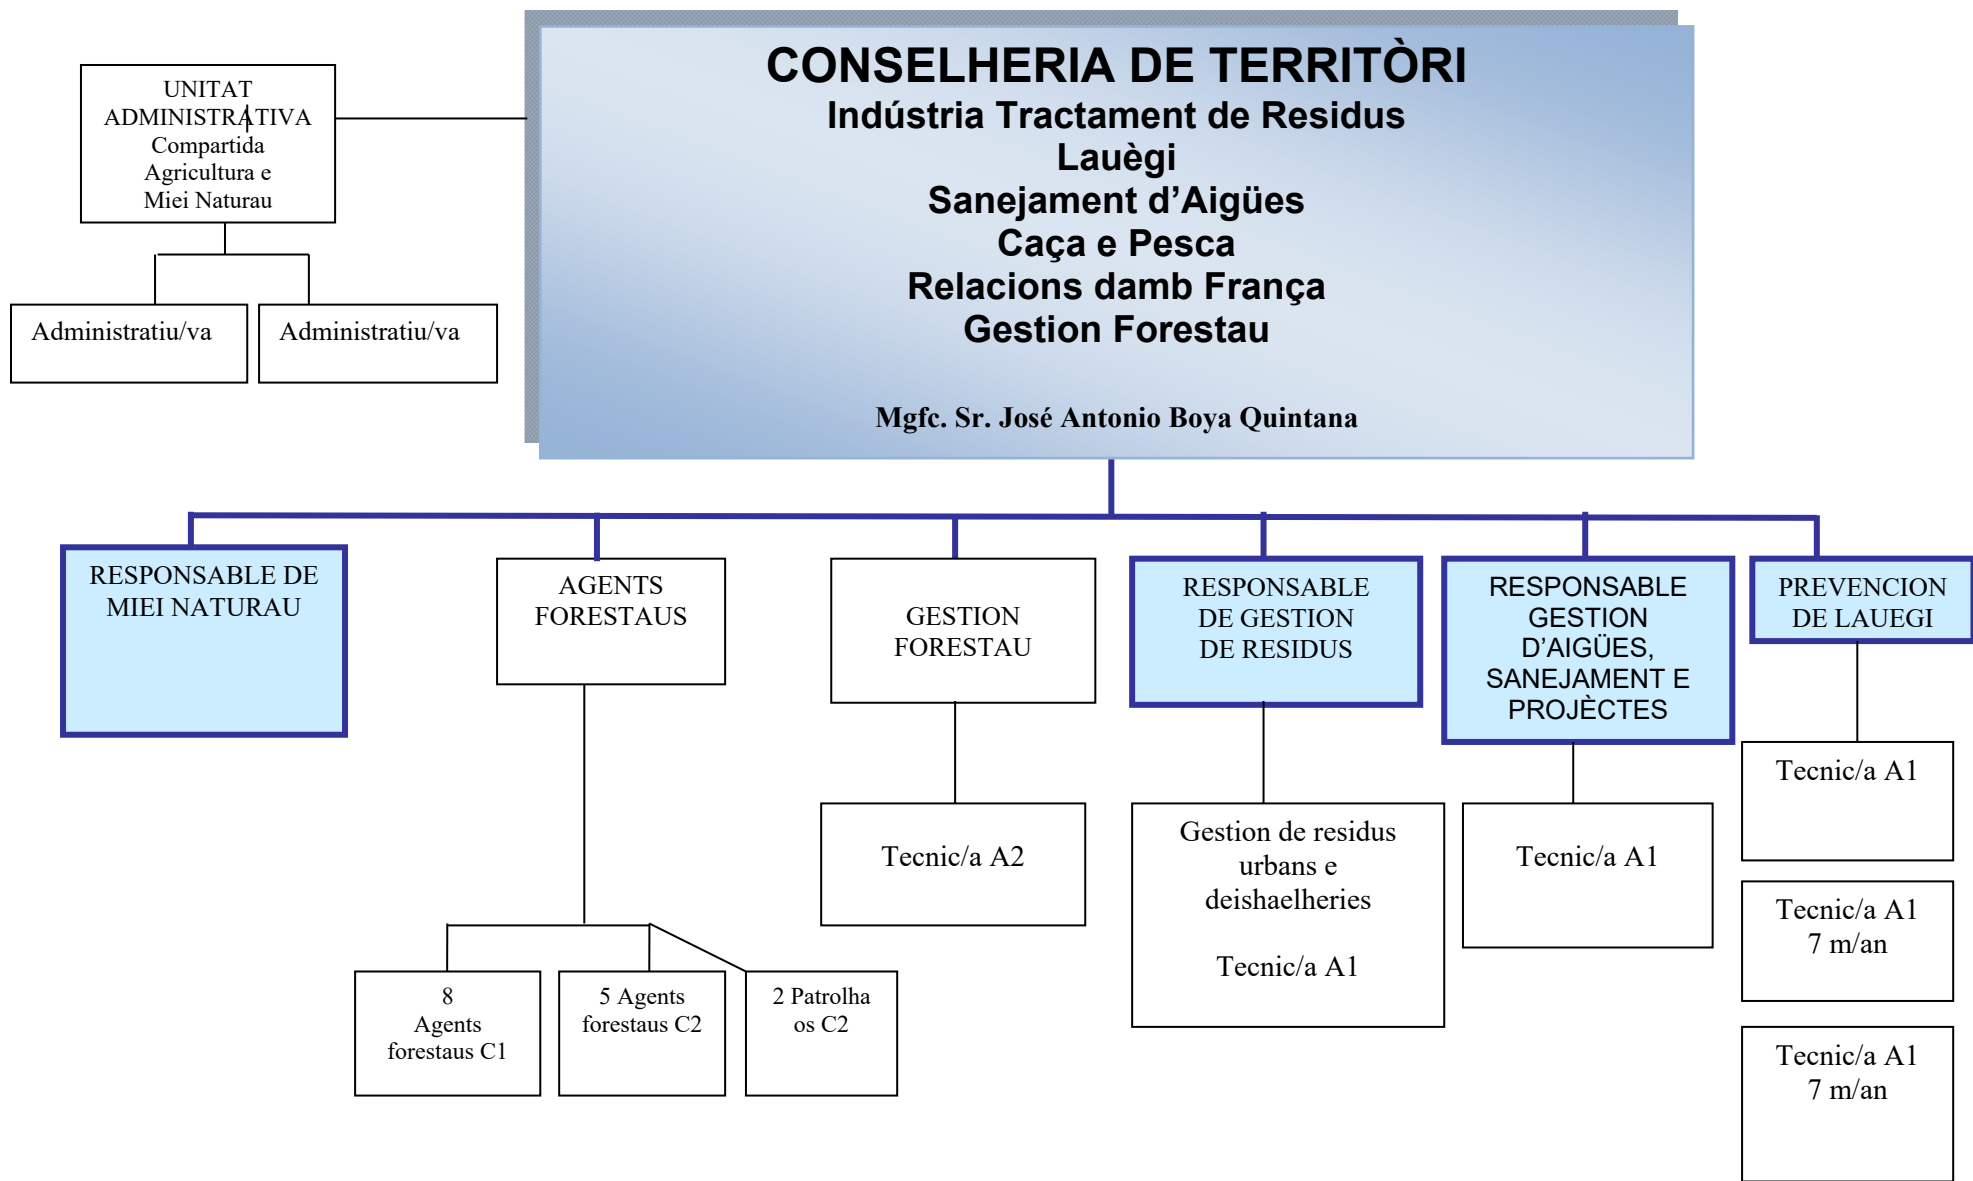 CONSELHERIA DE TERRITÒRI
Indústria Tractament de Residus
Lauègi
Sanejament d’Aigües
Caça e Pesca
Relacions damb França
Gestion Forestau
Mgfc. Sr. José Antonio Boya Quintana
UNITAT
ADMINISTRATIVA
Compartida
Agricultura e
Miei Naturau
Administratiu/va
Administratiu/va
RESPONSABLE DE
MIEI NATURAU
AGENTS
FORESTAUS
8
Agents
forestaus C1
5 Agents
forestaus C2
2 Patrolha
os C2
GESTION
FORESTAU
Tecnic/a A2
RESPONSABLE
DE GESTION
DE RESIDUS
Gestion de residus
urbans e
deishaelheries
Tecnic/a A1
RESPONSABLE
GESTION
D’AIGÜES,
SANEJAMENT E
PROJÈCTES
Tecnic/a A1
PREVENCION
DE LAUEGI
Tecnic/a A1
Tecnic/a A1
7 m/an
Tecnic/a A1
7 m/an